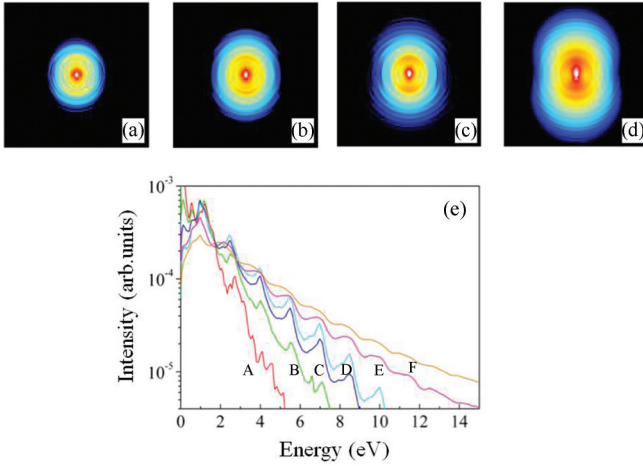 (a) (b) (c) (d)
(e)
Intensity (arb.units)
10-3
10-4
10-5
A B C D E F
0 2 4 6 8 10 12 14
Energy (eV)